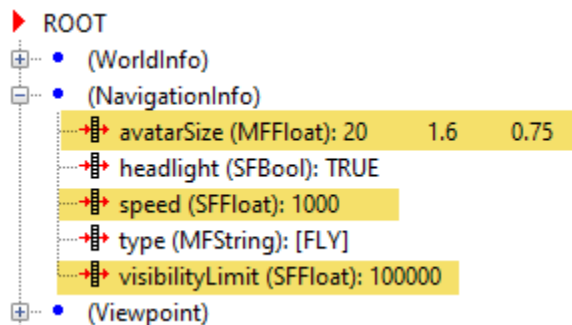 ROOT
(WorldInfo)
(NavigationInfo)
avatarSize (MFFloat): 20 1.6 0.75
headlight (SFBool): TRUE
speed (SFFloat): 1000
type (MFString): [FLY]
visibilityLimit (SFFloat): 100000
(Viewpoint)